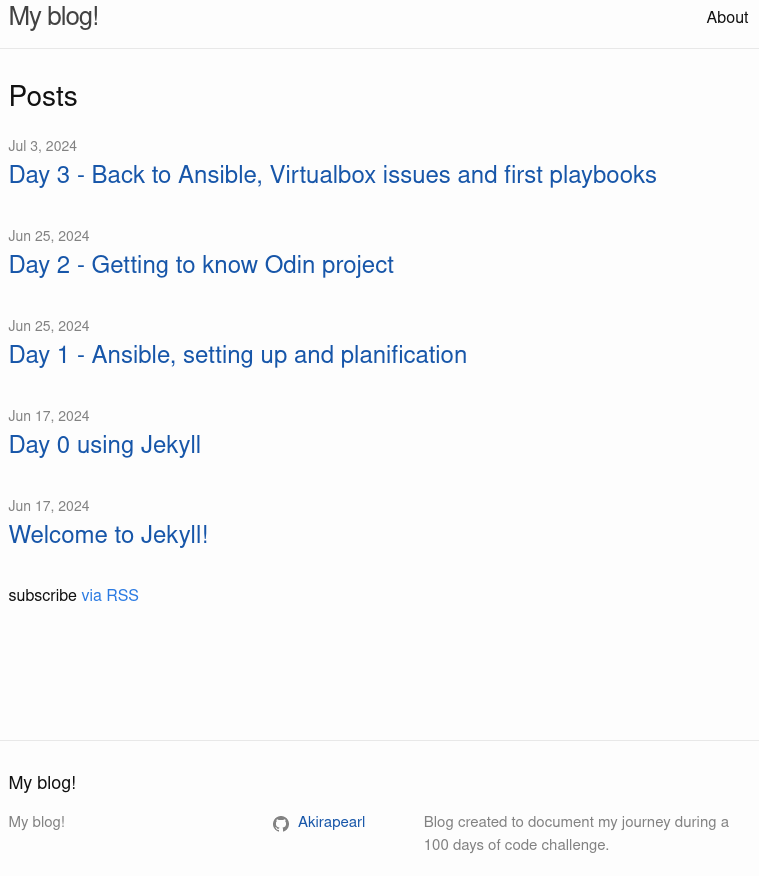 My blog!
About
Posts
Jul 3, 2024
Day 3 - Back to Ansible, Virtualbox issues and first playbooks
Jun 25, 2024
Day 2 - Getting to know Odin project
Jun 25, 2024
Day 1 - Ansible, setting up and planification
Jun 17, 2024
Day 0 using Jekyll
Jun 17, 2024
Welcome to Jekyll!
subscribe via RSS
My blog!
My blog!
Akirapearl
Blog created to document my journey during a
100 days of code challenge.